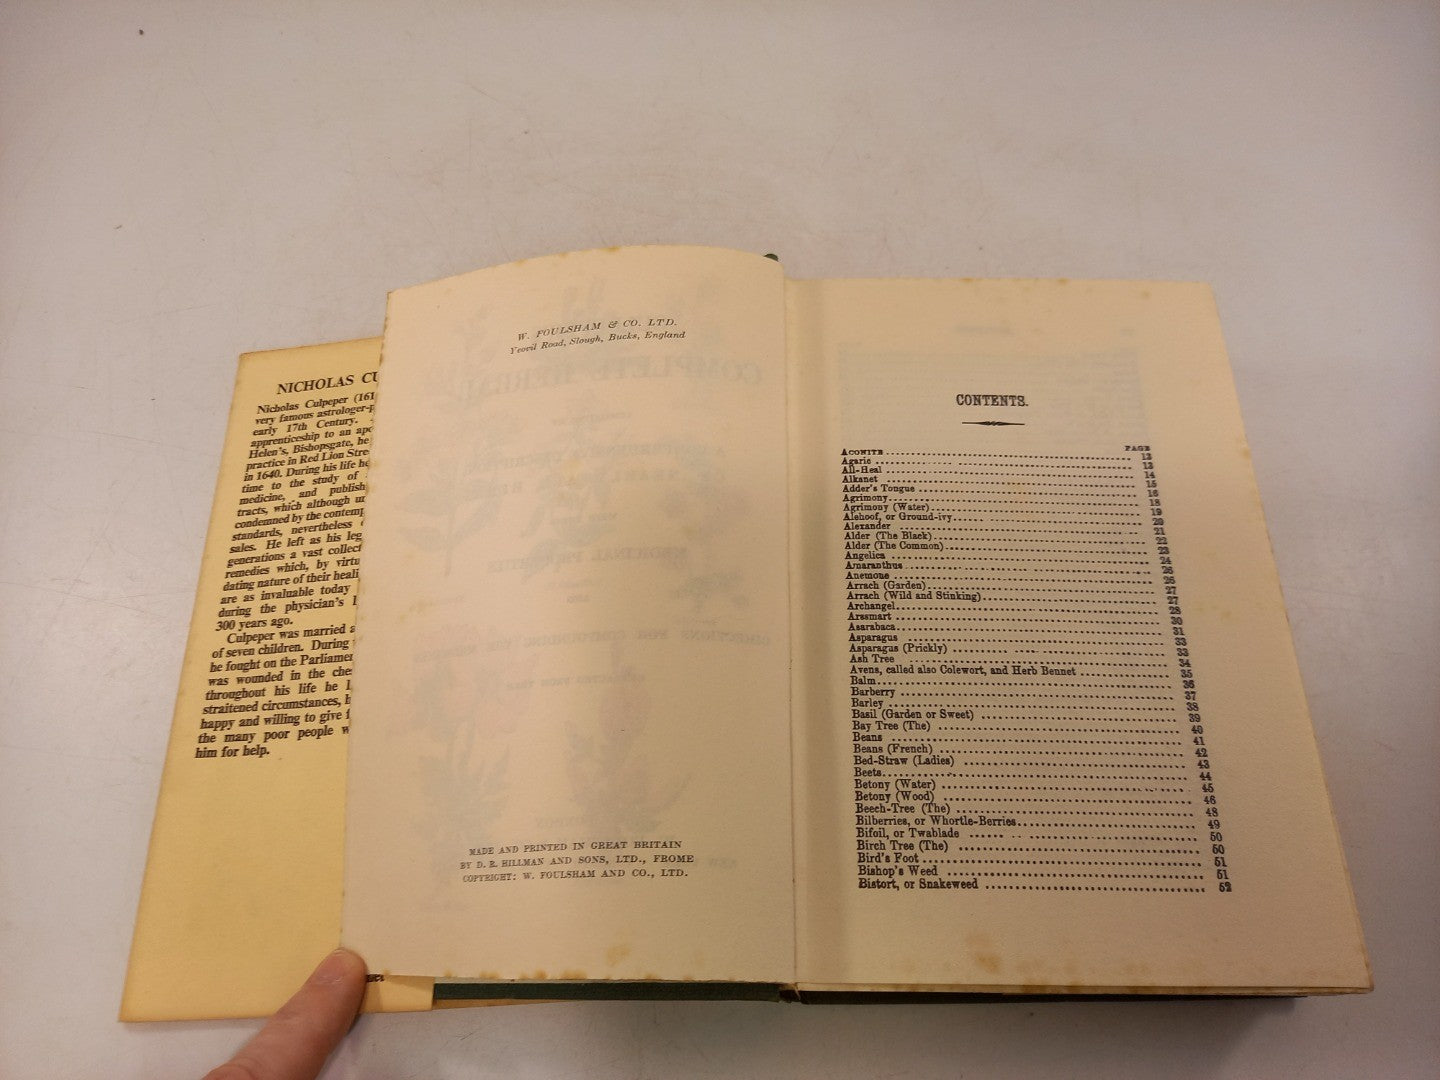 NICHOLAS CU
Nicholas Culpeper (161
very famous astrologer-p
early 17th Century.
apprenticeship to an apo
Helen's, Bishopsgate, he
practice in Red Lion Stre
in 1640. During his life he
time to the study of
medicine, and publish
tracts, which although u
condemned by the contemp
standards, nevertheless
sales. He left as his leg
generations a vast collect
remedies which, by virtu
dating nature of their heali
are as invaluable today
during the physician's l
300 years ago.
Culpeper was married a
of seven children. During
he fought on the Parliamen
was wounded in the che
throughout his life he l
straitened circumstances, h
happy and willing to give f
the many poor people w
him for help.
W. FOULSHAM & CO. LTD.
Yeovil Road, Slough, Bucks, England
MADE AND PRINTED IN GREAT BRITAIN
BY D. R. HILLMAN AND SONS, LTD., FROME
COPYRIGHT: W. FOULSHAM AND CO., LTD.
CONTENTS.
PAGE
Aconite 13
Agaric 13
All-Heal 14
Alkanet 15
Adder's Tongue 16
Agrimony 18
Agrimony (Water) 19
Alehoof, or Ground-ivy 20
Alexander 21
Alder (The Black) 22
Alder (The Common) 23
Angelica 24
Amaranthus 26
Anemone 26
Arrach (Garden) 27
Arrach (Wild and Stinking) 27
Archangel 28
Arssmart 30
Asarabaca 31
Asparagus 33
Asparagus (Prickly) 33
Ash Tree 34
Avens, called also Colewort, and Herb Bennet 35
Balm 36
Barberry 37
Barley 38
Basil (Garden or Sweet) 39
Bay Tree (The) 40
Beans 41
Beans (French) 42
Bed-Straw (Ladies) 43
Beets 44
Betony (Water) 45
Betony (Wood) 46
Beech-Tree (The) 48
Bilberries, or Whortle-Berries 49
Bifoil, or Twablade 50
Birch Tree (The) 50
Bird's Foot 51
Bishop's Weed 51
Bistort, or Snakeweed 52